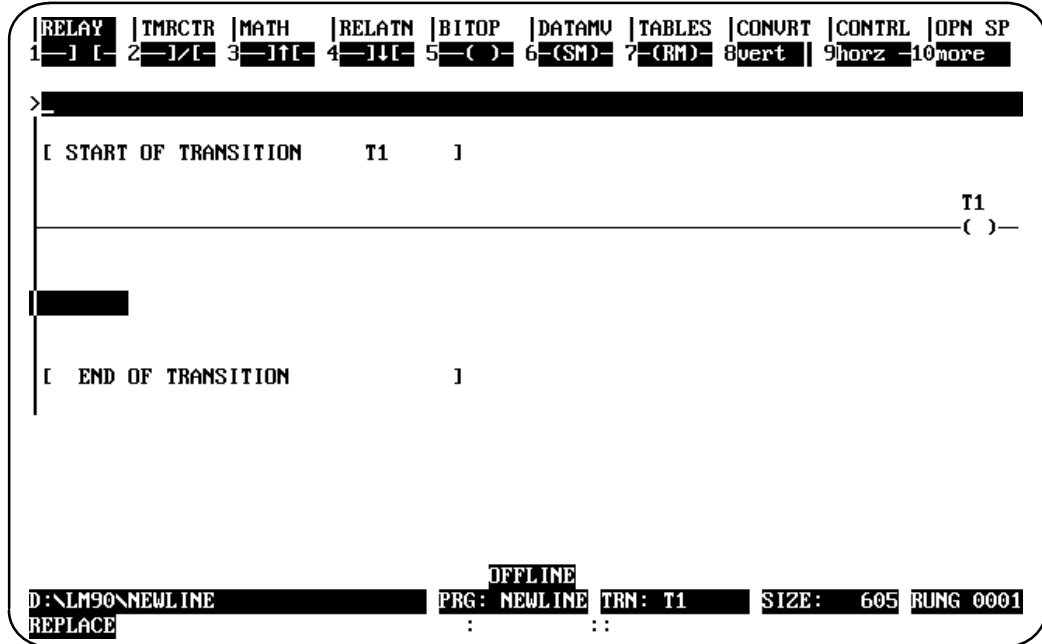 |RELAY |TMRCTR |MATH |RELATN |BITOP |DATAMV |TABLES |CONVRT |CONTRL |OPN SP
1—] [— 2—]/[— 3—]↑[— 4—]↓[— 5—( )— 6—(SM)— 7—(RM)— 8vert | 9horz —10more
>_
[ START OF TRANSITION T1 ]
T1
—( )—
[ END OF TRANSITION ]
OFFLINE
D:\LM90\NEWLINE PRG: NEWLINE TRN: T1 SIZE: 605 RUNG 0001
REPLACE : ::